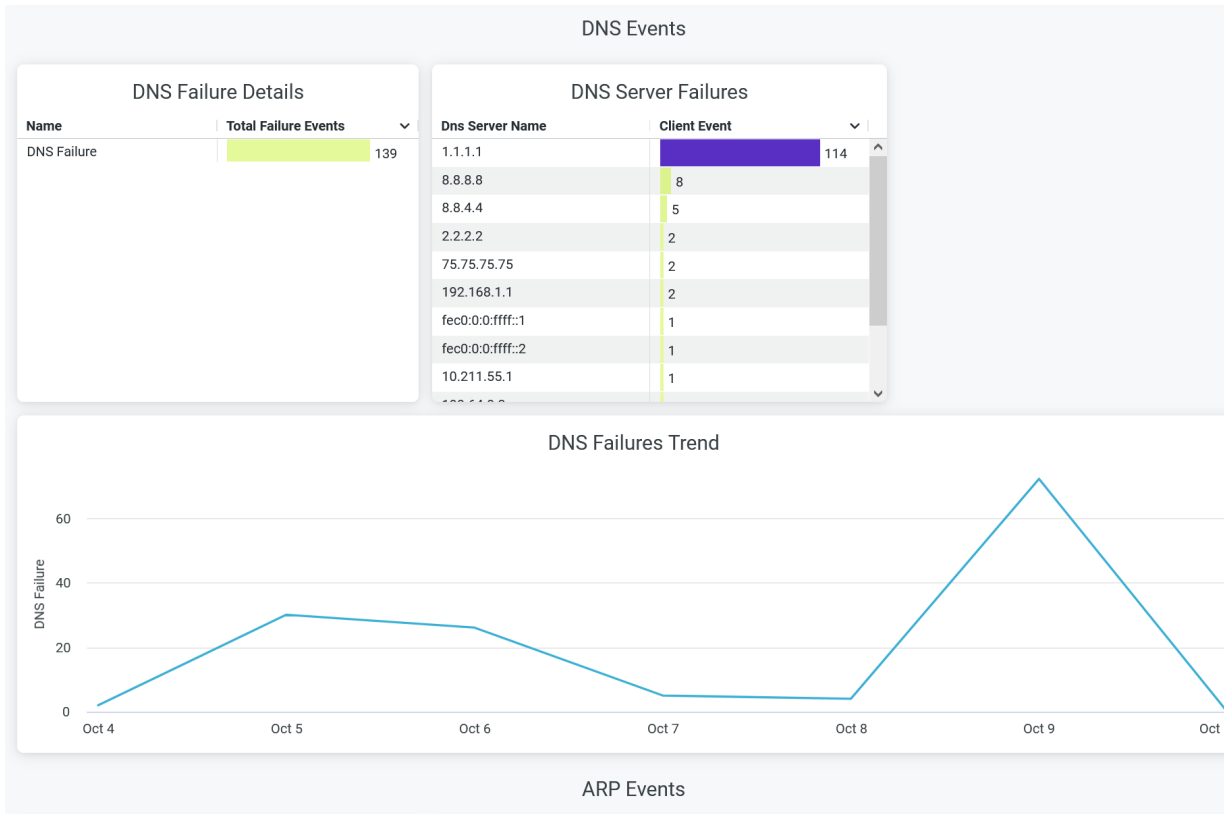 DNS Events
DNS Failure Details
Name Total Failure Events
DNS Failure 139
DNS Server Failures
Dns Server Name Client Event
1.1.1.1 114
8.8.8.8 8
8.8.4.4 5
2.2.2.2 2
75.75.75.75 2
192.168.1.1 2
fec0:0:0:ffff::1 1
fec0:0:0:ffff::2 1
10.211.55.1 1
DNS Failures Trend
60
40
20
0
DNS Failure
Oct 4 Oct 5 Oct 6 Oct 7 Oct 8 Oct 9 Oct
ARP Events